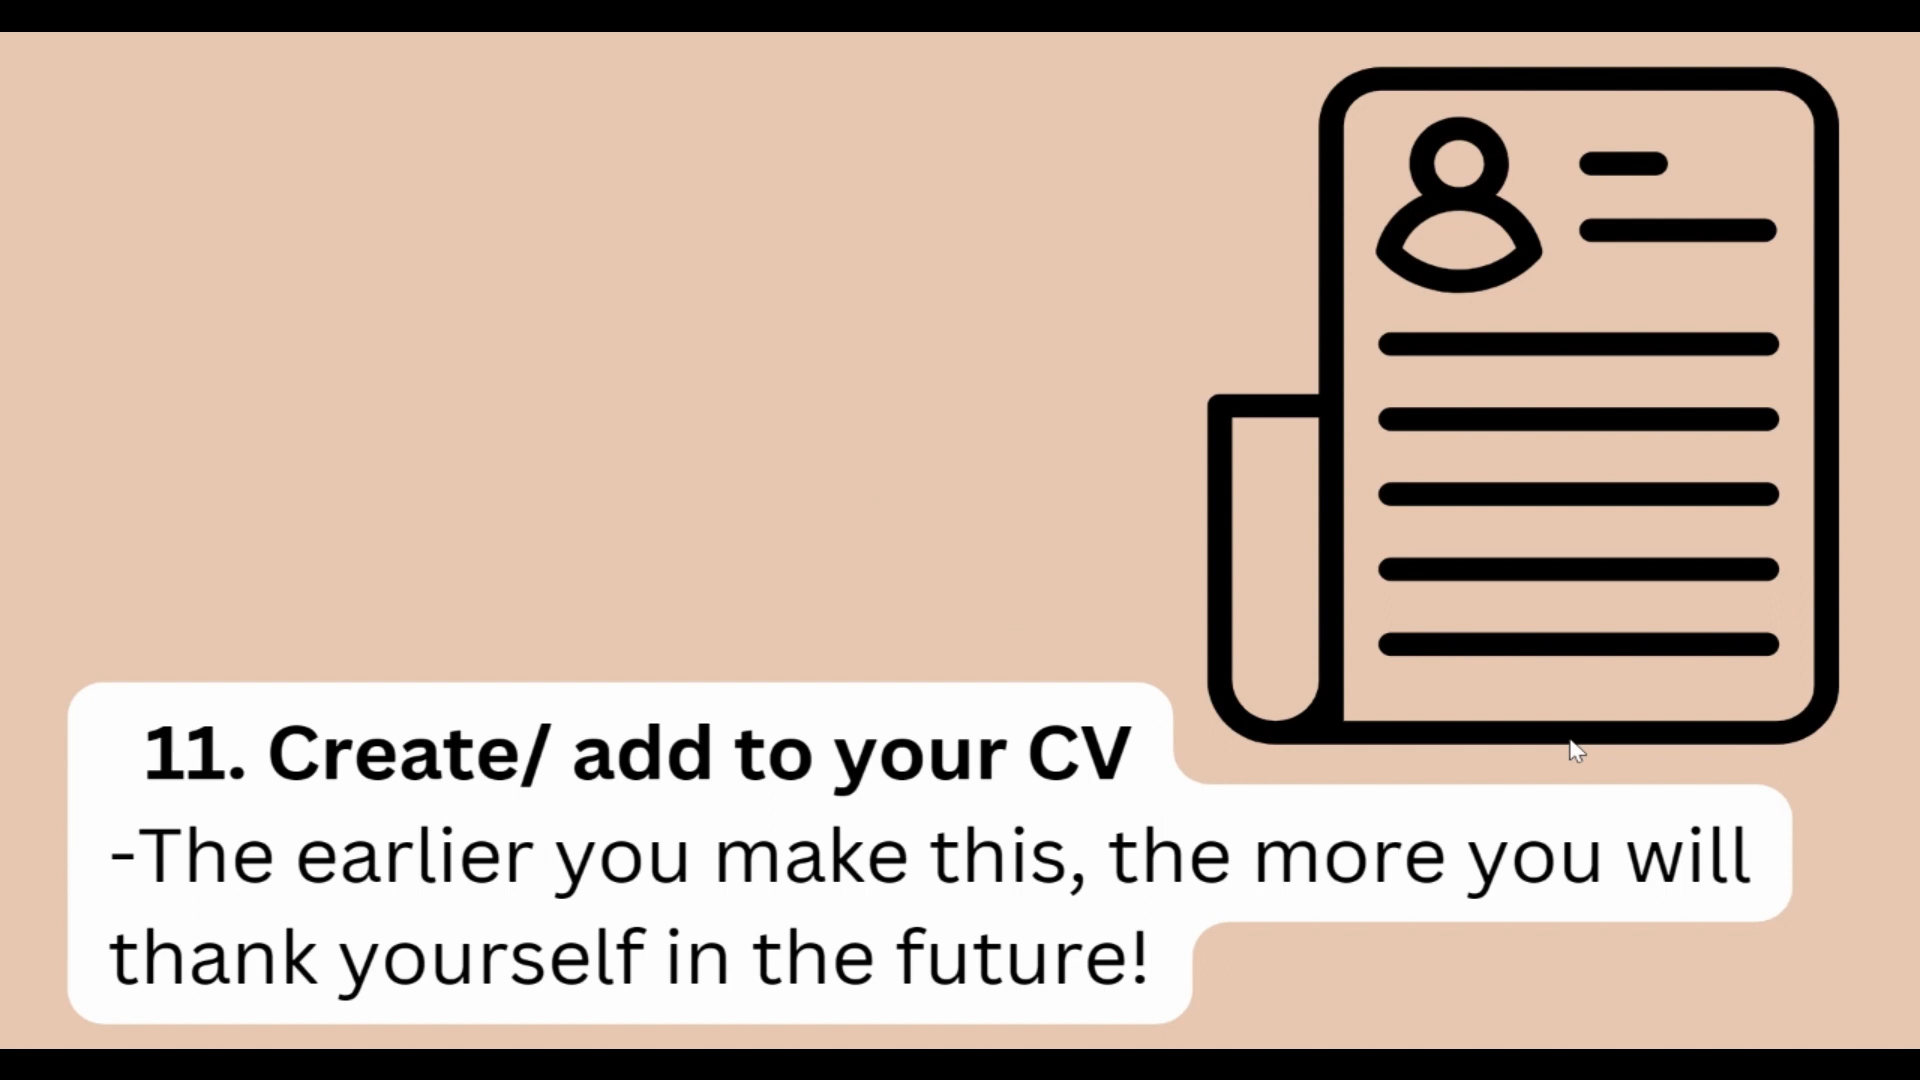 11. Create/ add to your CV
-The earlier you make this, the more you will
thank yourself in the future!